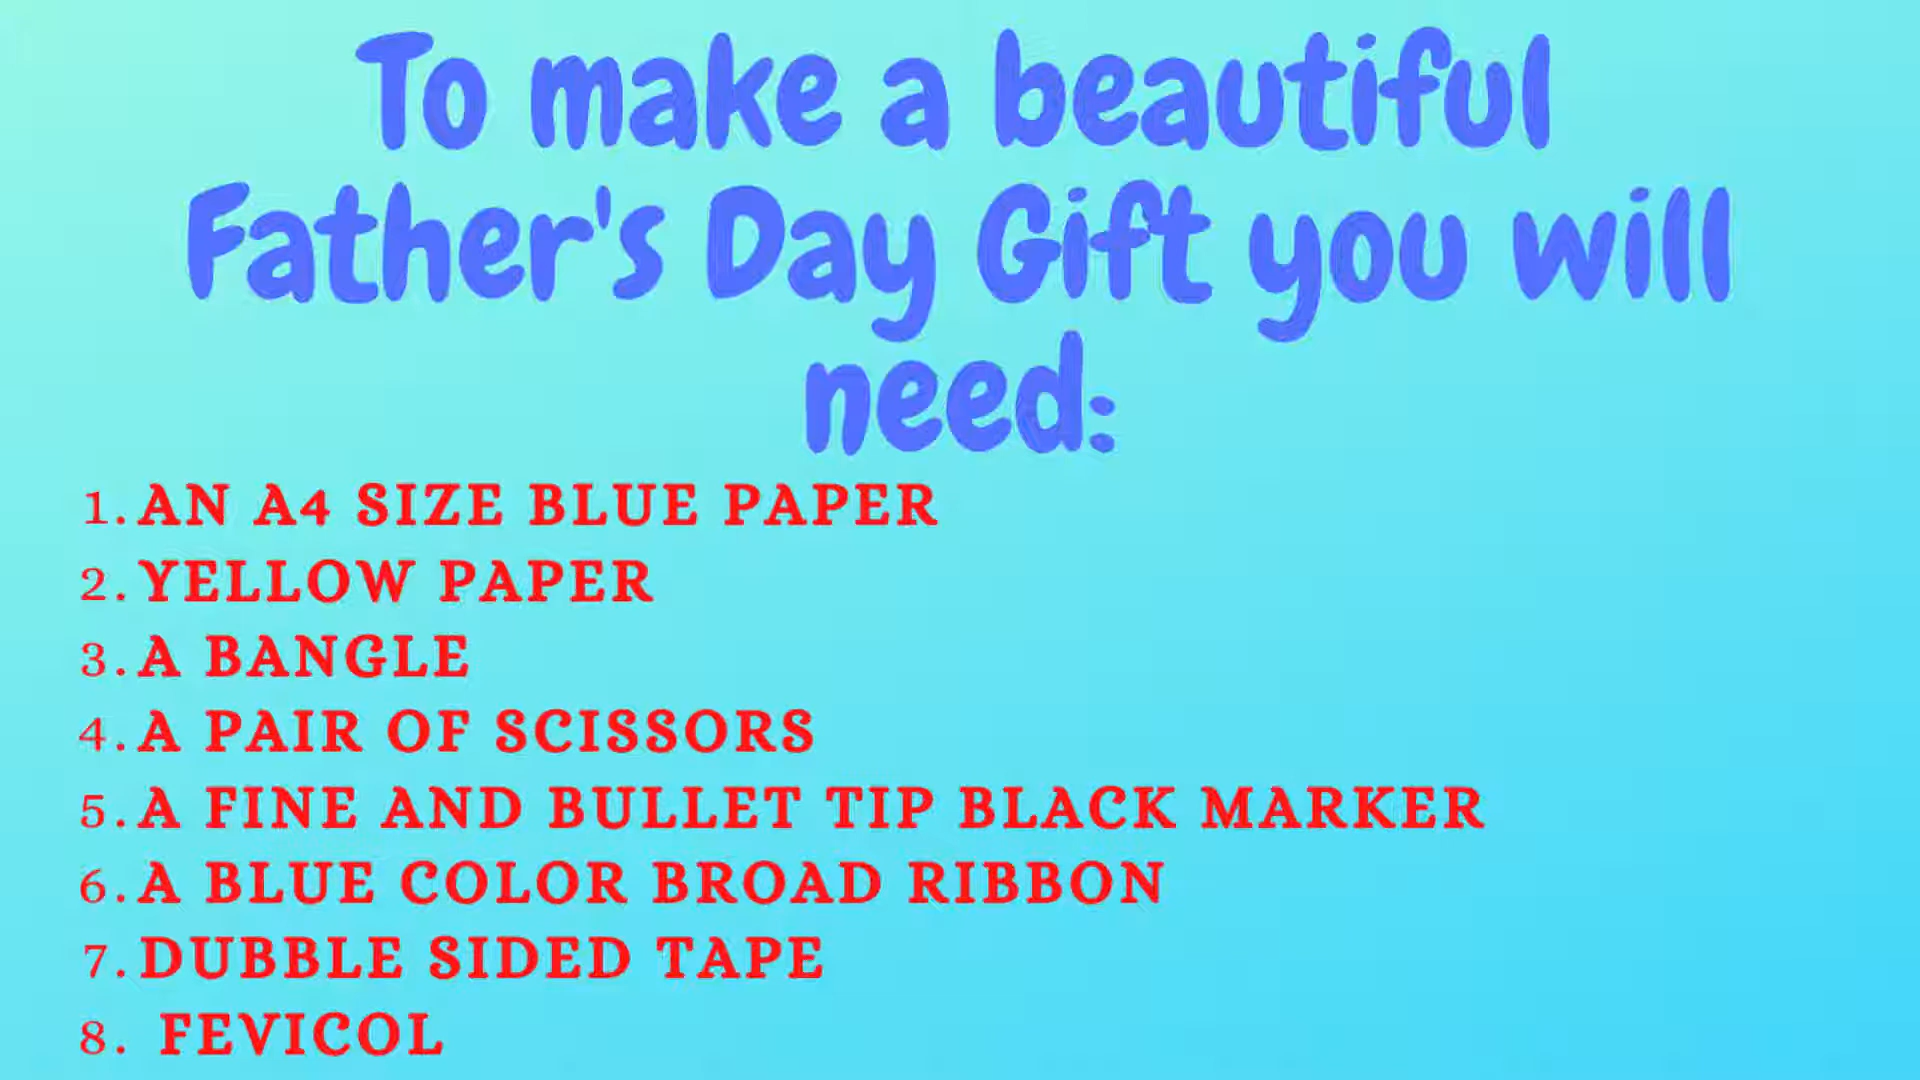 To make a beautiful
Father's Day Gift you will
need:
1. AN A4 SIZE BLUE PAPER
2. YELLOW PAPER
3. A BANGLE
4. A PAIR OF SCISSORS
5. A FINE AND BULLET TIP BLACK MARKER
6. A BLUE COLOR BROAD RIBBON
7. DUBBLE SIDED TAPE
8. FEVICOL